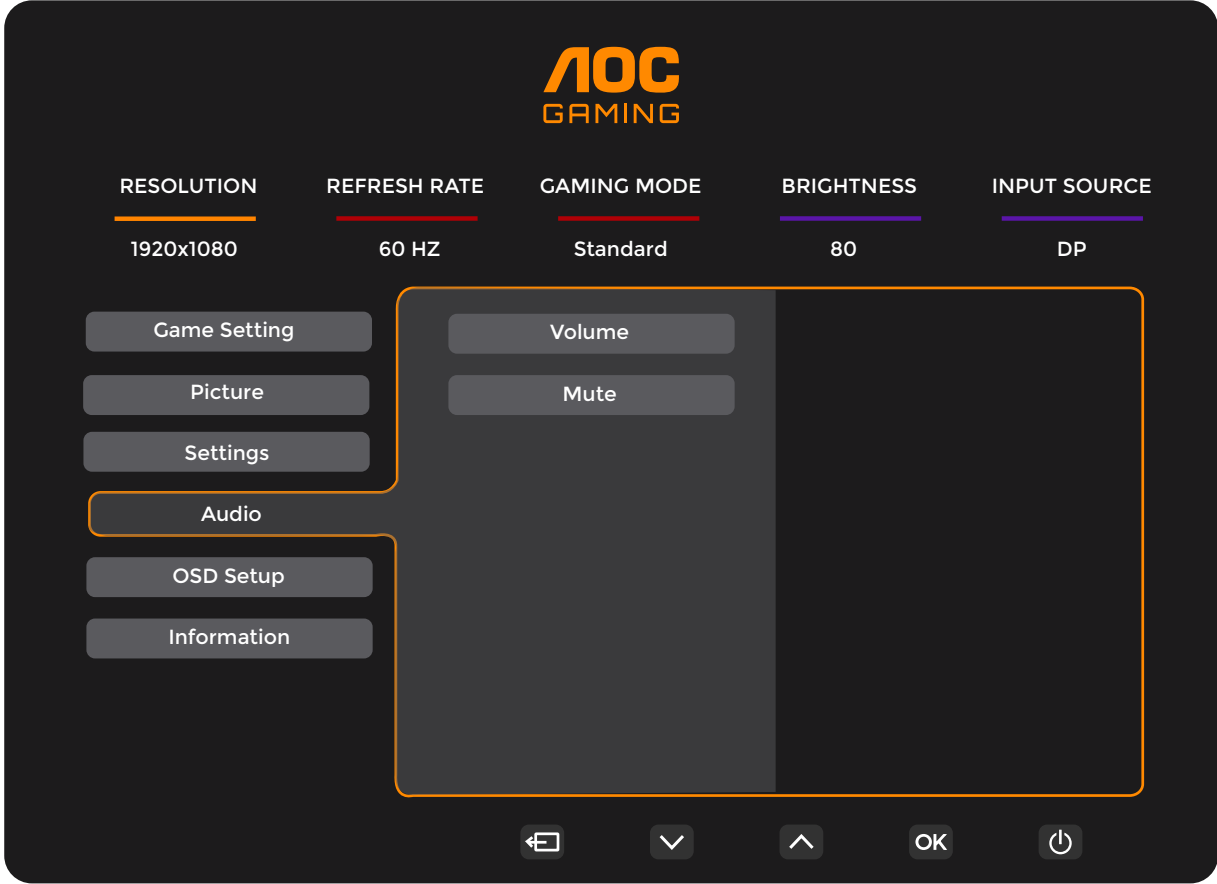 AOC
GAMING
RESOLUTION REFRESH RATE GAMING MODE BRIGHTNESS INPUT SOURCE
1920x1080 60 HZ Standard 80 DP
Game Setting
Picture
Settings
Audio
OSD Setup
Information
Volume
Mute
OK